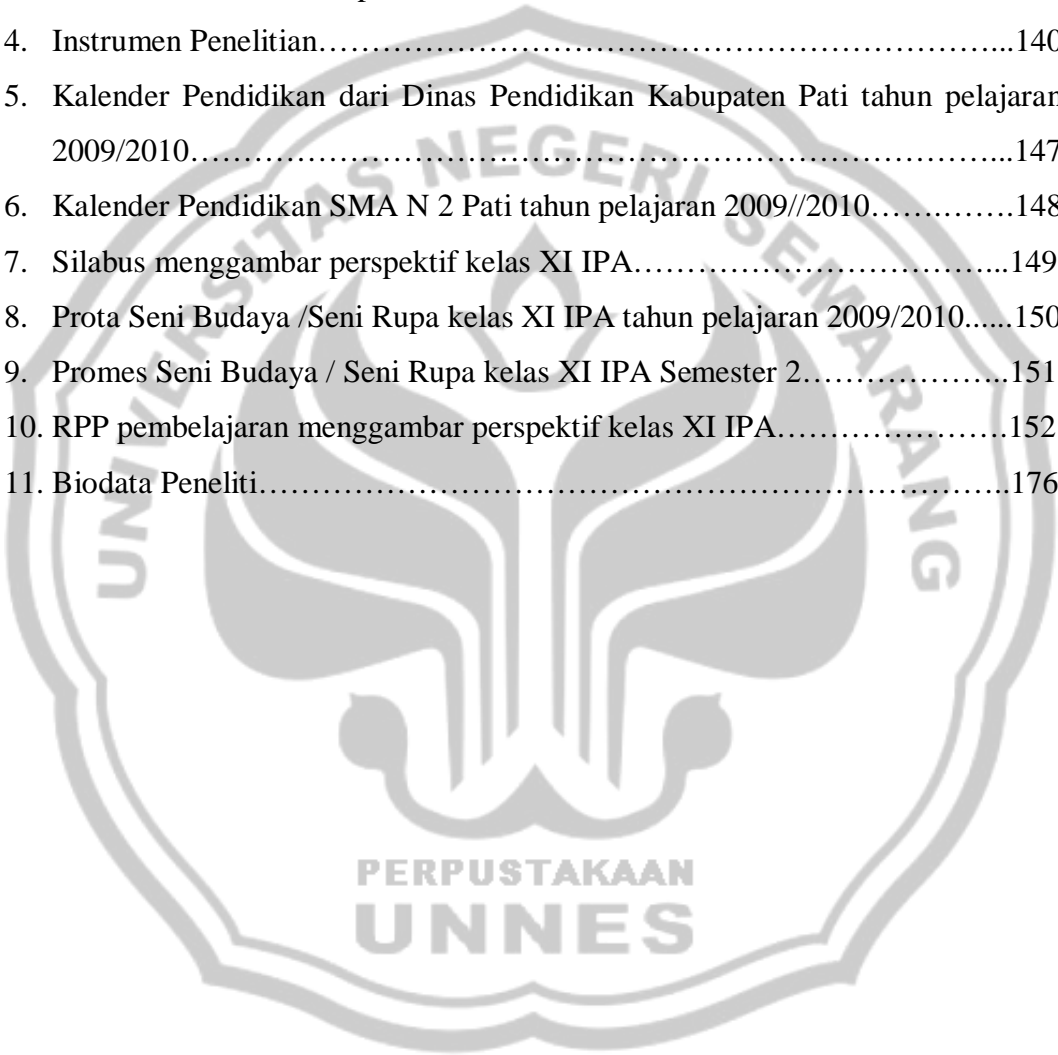 4. Instrumen Penelitian…………………………………………………………...140
5. Kalender Pendidikan dari Dinas Pendidikan Kabupaten Pati tahun pelajaran
2009/2010……………………………………………………………………...147
6. Kalender Pendidikan SMA N 2 Pati tahun pelajaran 2009//2010…….…….148
7. Silabus menggambar perspektif kelas XI IPA………………………………...149
8. Prota Seni Budaya /Seni Rupa kelas XI IPA tahun pelajaran 2009/2010......150
9. Promes Seni Budaya / Seni Rupa kelas XI IPA Semester 2………………..151
10. RPP pembelajaran menggambar perspektif kelas XI IPA………………….152
11. Biodata Peneliti………………………………………………………………..176
UNIVERSITAS NEGERI SEMARANG
PERPUSTAKAAN
UNNES